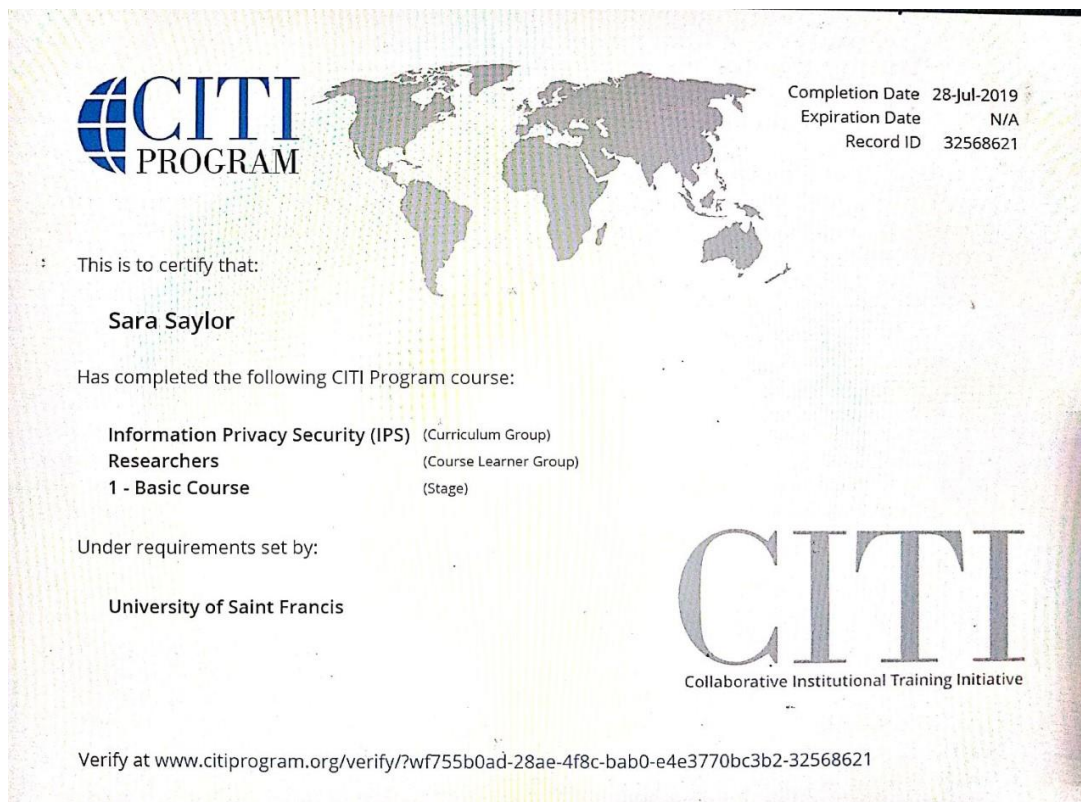 CITI
PROGRAM
Completion Date 28-Jul-2019
Expiration Date N/A
Record ID 32568621
This is to certify that:
Sara Saylor
Has completed the following CITI Program course:
Information Privacy Security (IPS) (Curriculum Group)
Researchers (Course Learner Group)
1 - Basic Course (Stage)
Under requirements set by:
University of Saint Francis
CITI
Collaborative Institutional Training Initiative
Verify at www.citiprogram.org/verify/?wf755b0ad-28ae-4f8c-bab0-e4e3770bc3b2-32568621